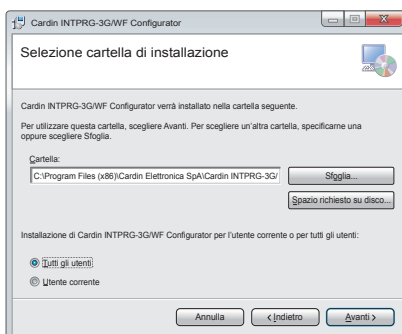 Cardin INTPRG-3G/WF Configurator
Selezione cartella di installazione
Cardin INTPRG-3G/WF Configurator verrà installato nella cartella seguente.
Per utilizzare questa cartella, scegliere Avanti. Per scegliere un'altra cartella, specificarne una
oppure scegliere Sfoglia.
Cartella:
C:\Program Files (x86)\Cardin Elettronica SpA\Cardin INTPRG-3G/
Sfoglia...
Spazio richiesto su disco...
Installazione di Cardin INTPRG-3G/WF Configurator per l'utente corrente o per tutti gli utenti:
Tutti gli utenti
Utente corrente
Annulla < Indietro Avanti >